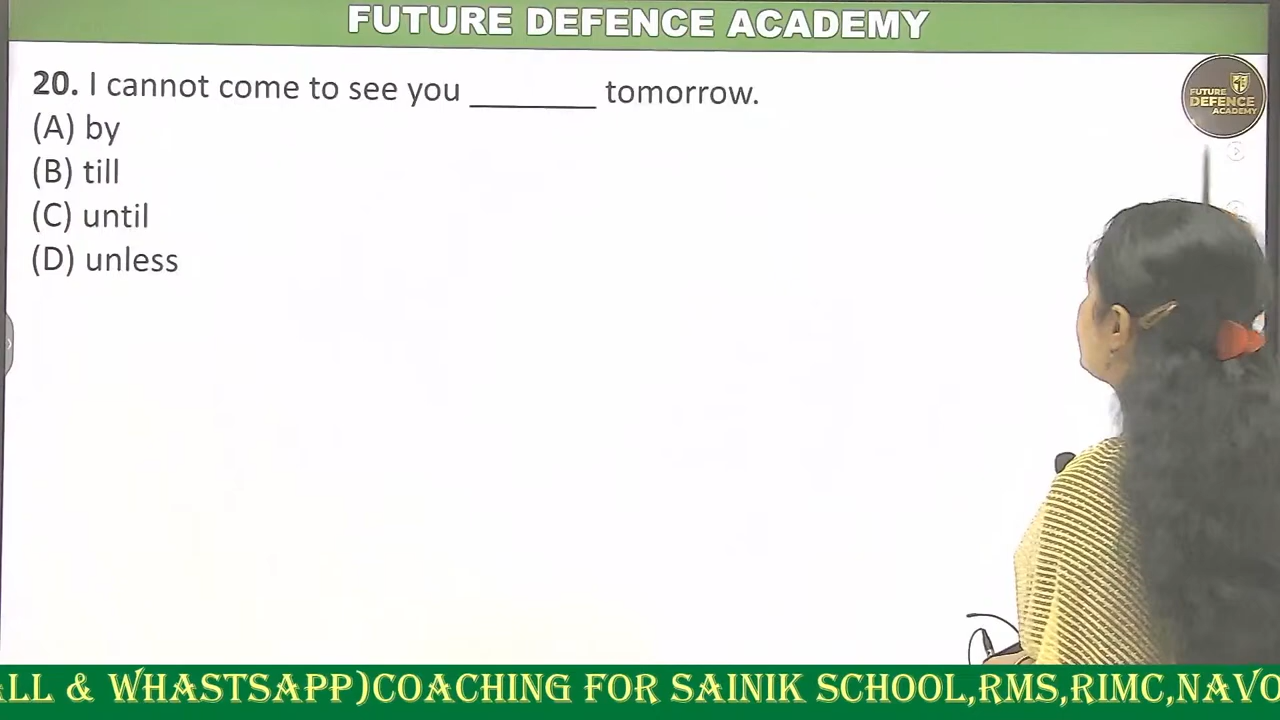 FUTURE DEFENCE ACADEMY
20. I cannot come to see you ________ tomorrow.
(A) by
(B) till
(C) until
(D) unless
FUTURE
DEFENCE
ACADEMY
ALL & WHASTSAPP)COACHING FOR SAINIK SCHOOL,RMS,RIMC,NAVO